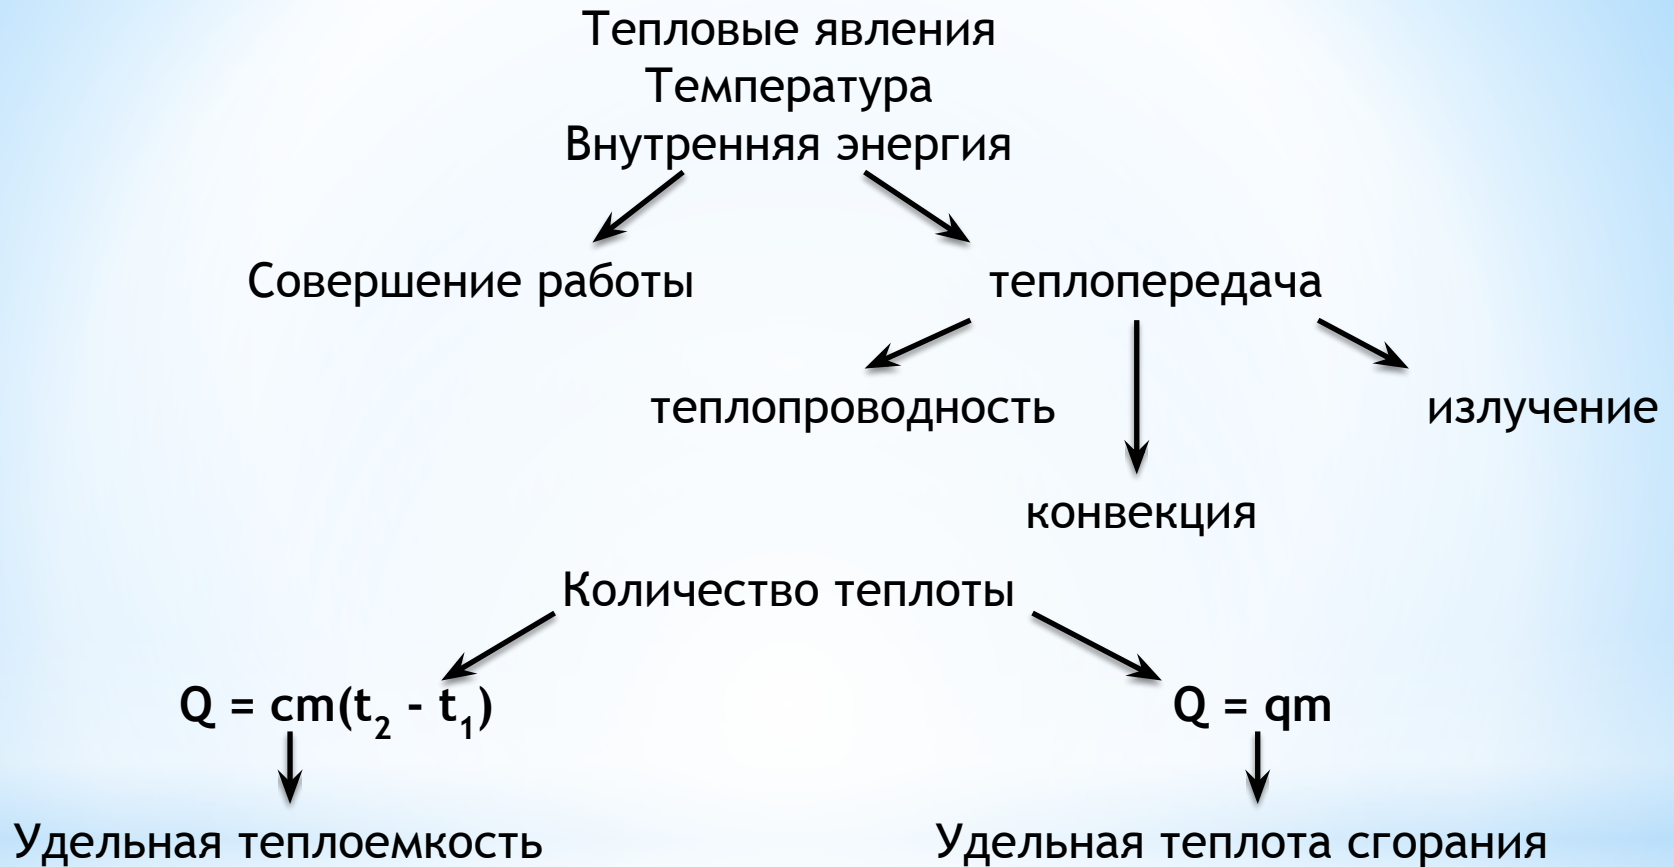 Тепловые явления
Температура
Внутренняя энергия
Совершение работы
теплопередача
теплопроводность
излучение
конвекция
Количество теплоты
Q = cm(t₂ - t₁)
Q = qm
Удельная теплоемкость
Удельная теплота сгорания